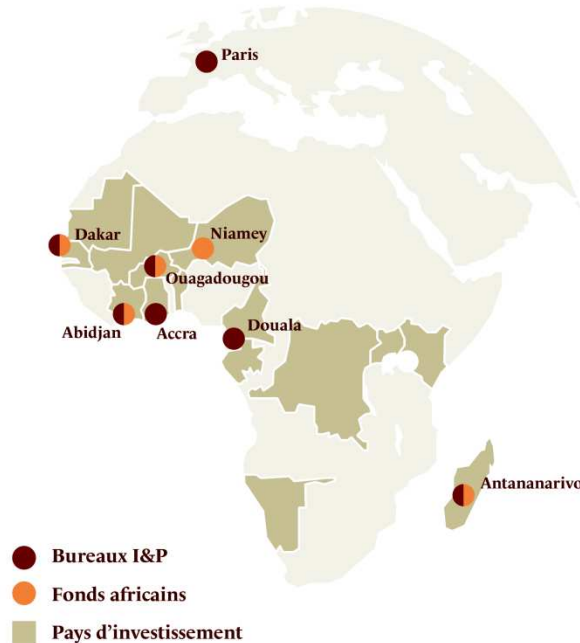 Paris
Dakar
Niamey
Ouagadougou
Abidjan
Accra
Douala
Antananarivo
Bureaux I&P
Fonds africains
Pays d'investissement